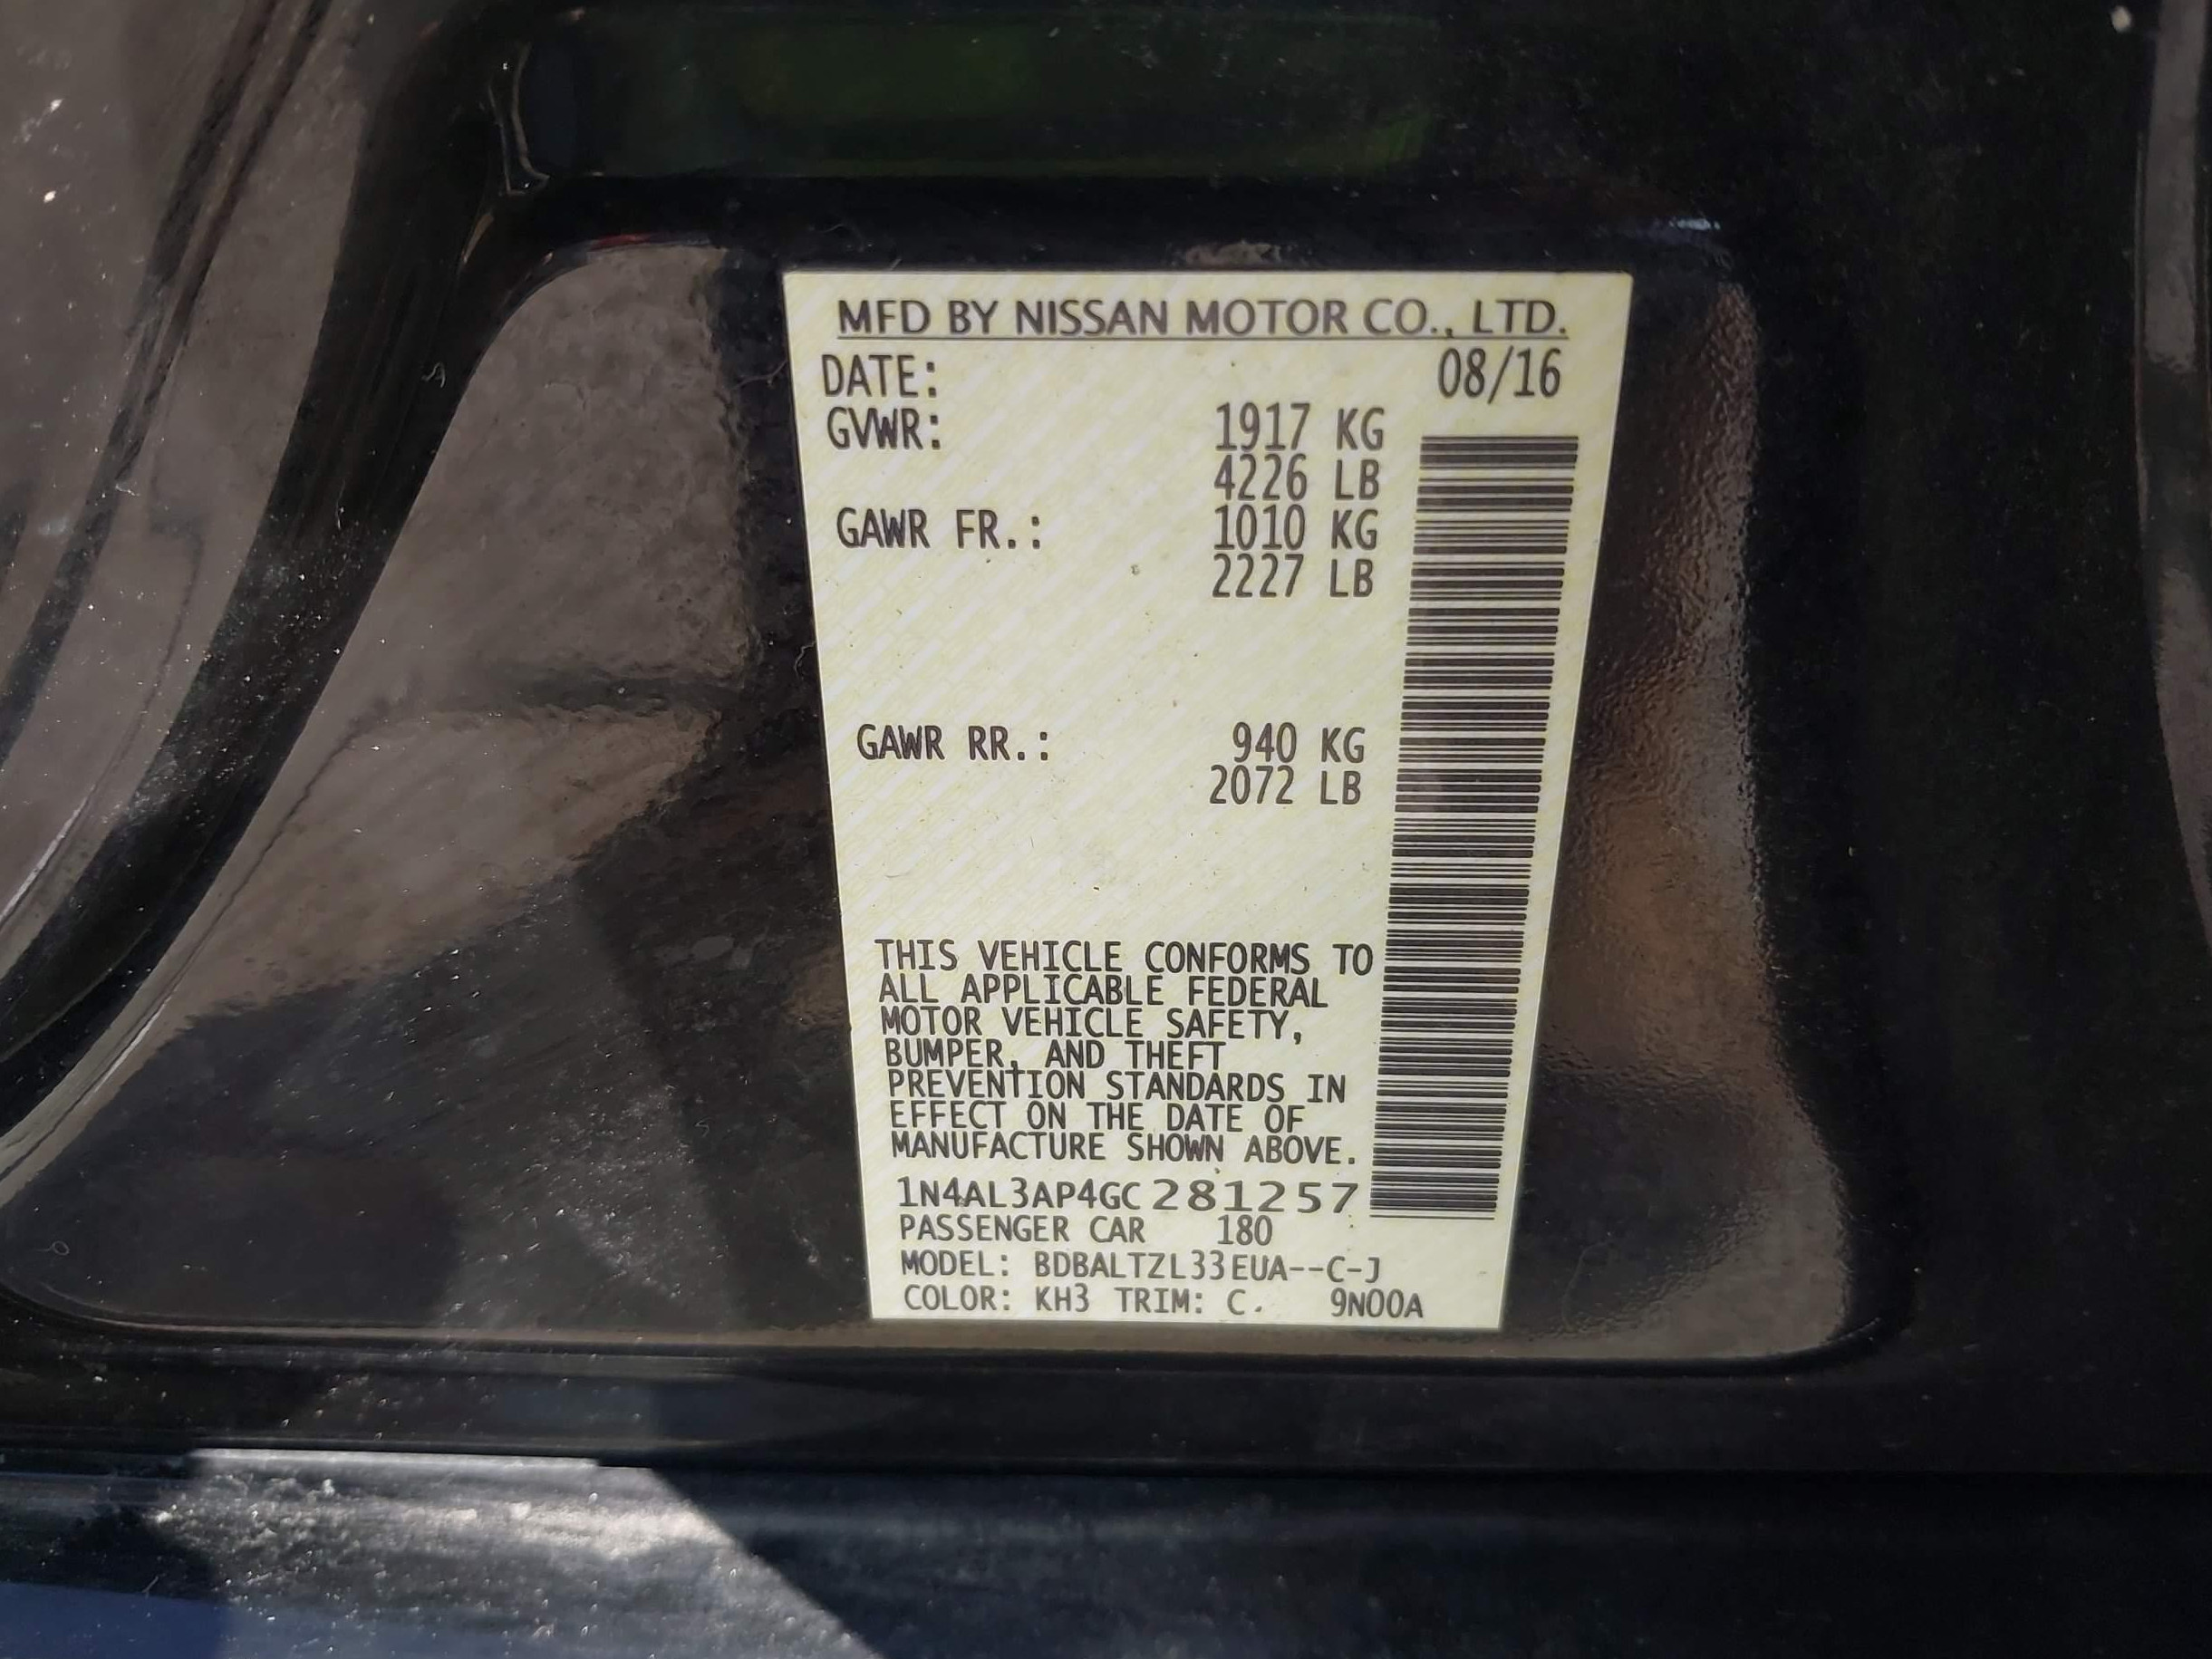 MFD BY NISSAN MOTOR CO., LTD.
DATE: 08/16
GVWR: 1917 KG
4226 LB
GAWR FR.: 1010 KG
2227 LB
GAWR RR.: 940 KG
2072 LB
THIS VEHICLE CONFORMS TO
ALL APPLICABLE FEDERAL
MOTOR VEHICLE SAFETY,
BUMPER, AND THEFT
PREVENTION STANDARDS IN
EFFECT ON THE DATE OF
MANUFACTURE SHOWN ABOVE.
1N4AL3AP4GC281257
PASSENGER CAR 180
MODEL: BDBALTZL33EUA--C-J
COLOR: KH3 TRIM: C. 9N00A